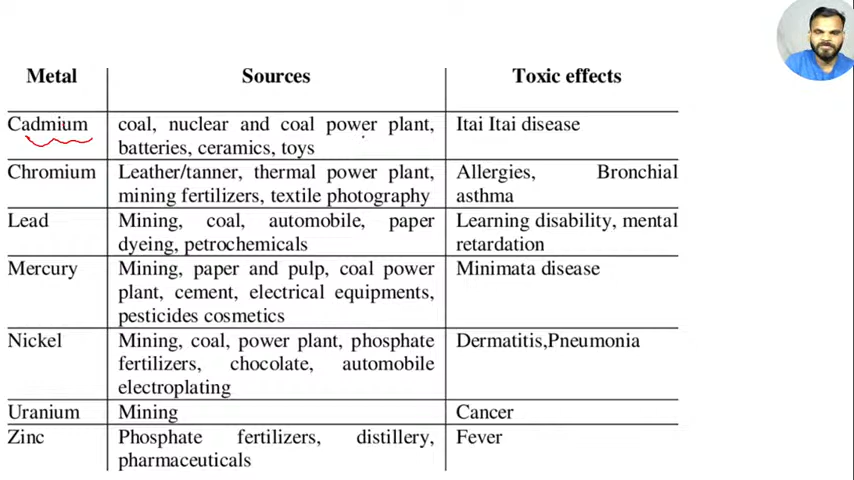 Metal Sources Toxic effects
Cadmium coal, nuclear and coal power plant, Itai Itai disease
batteries, ceramics, toys
Chromium Leather/tanner, thermal power plant, Allergies, Bronchial
mining fertilizers, textile photography asthma
Lead Mining, coal, automobile, paper Learning disability, mental
dyeing, petrochemicals retardation
Mercury Mining, paper and pulp, coal power Minimata disease
plant, cement, electrical equipments,
pesticides cosmetics
Nickel Mining, coal, power plant, phosphate Dermatitis,Pneumonia
fertilizers, chocolate, automobile
electroplating
Uranium Mining Cancer
Zinc Phosphate fertilizers, distillery, Fever
pharmaceuticals